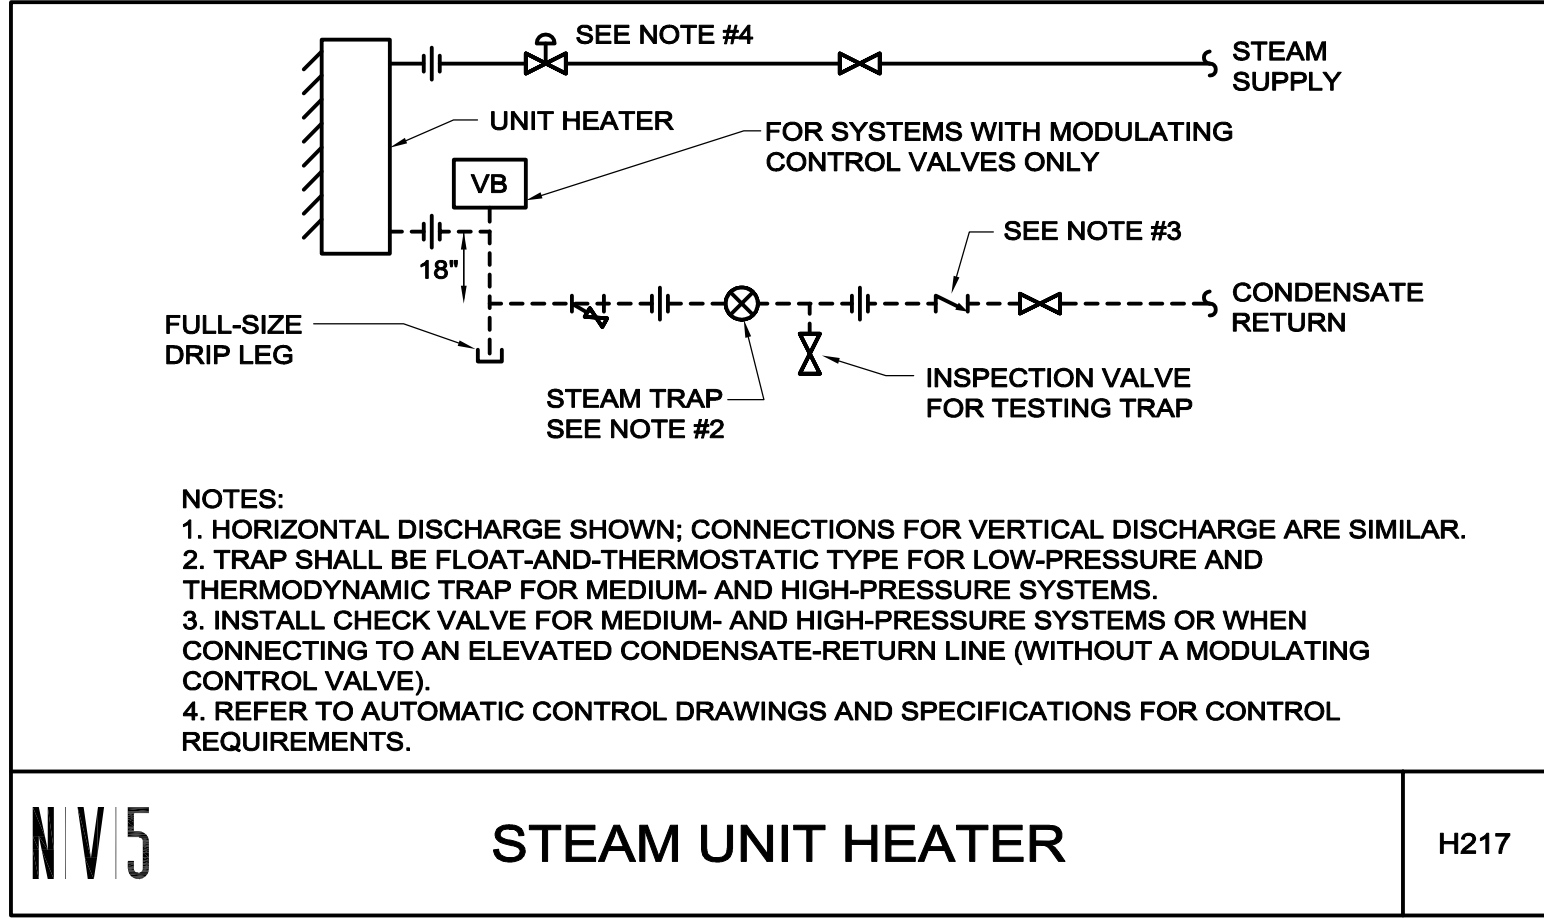 SEE NOTE #4
STEAM
SUPPLY
UNIT HEATER
FOR SYSTEMS WITH MODULATING
CONTROL VALVES ONLY
VB
SEE NOTE #3
18"
CONDENSATE
RETURN
FULL-SIZE
DRIP LEG
INSPECTION VALVE
FOR TESTING TRAP
STEAM TRAP
SEE NOTE #2
NOTES:
1. HORIZONTAL DISCHARGE SHOWN; CONNECTIONS FOR VERTICAL DISCHARGE ARE SIMILAR.
2. TRAP SHALL BE FLOAT-AND-THERMOSTATIC TYPE FOR LOW-PRESSURE AND
THERMODYNAMIC TRAP FOR MEDIUM- AND HIGH-PRESSURE SYSTEMS.
3. INSTALL CHECK VALVE FOR MEDIUM- AND HIGH-PRESSURE SYSTEMS OR WHEN
CONNECTING TO AN ELEVATED CONDENSATE-RETURN LINE (WITHOUT A MODULATING
CONTROL VALVE).
4. REFER TO AUTOMATIC CONTROL DRAWINGS AND SPECIFICATIONS FOR CONTROL
REQUIREMENTS.
N|V|5
STEAM UNIT HEATER
H217